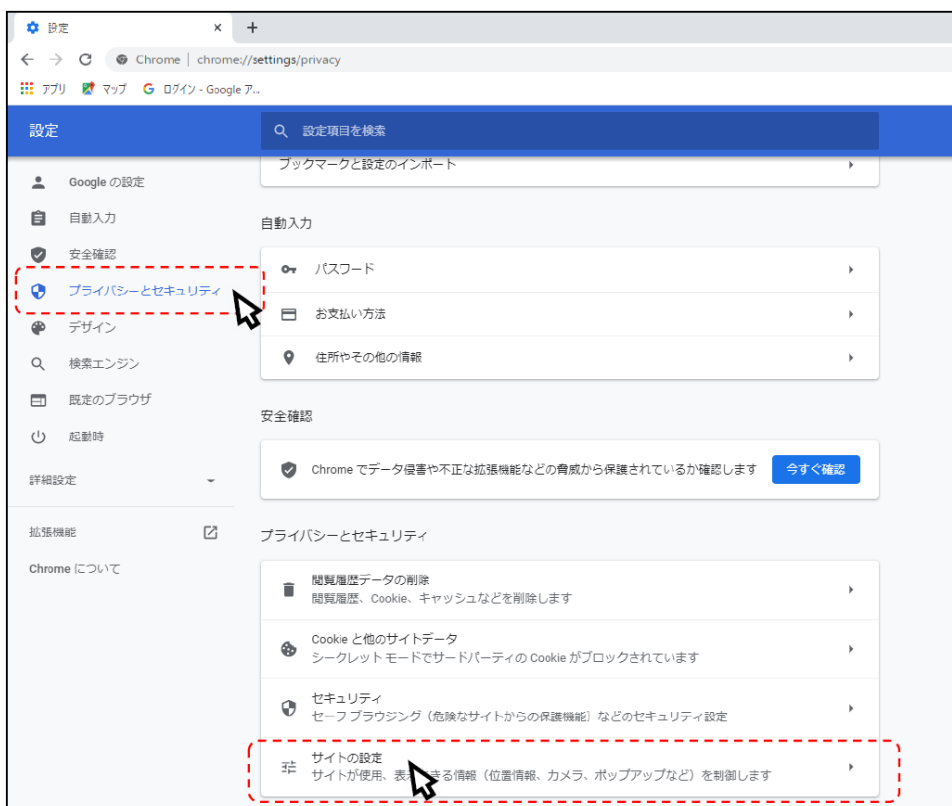 設定
Chrome | chrome://settings/privacy
アプリ マップ ログイン - Google ア...
設定
設定項目を検索
ブックマークと設定のインポート
Google の設定
自動入力
安全確認
プライバシーとセキュリティ
デザイン
検索エンジン
既定のブラウザ
起動時
詳細設定
拡張機能
Chrome について
自動入力
パスワード
お支払い方法
住所やその他の情報
安全確認
Chrome でデータ侵害や不正な拡張機能などの脅威から保護されているか確認します
今すぐ確認
プライバシーとセキュリティ
閲覧履歴データの削除
閲覧履歴、Cookie、キャッシュなどを削除します
Cookie と他のサイトデータ
シークレット モードでサードパーティの Cookie がブロックされています
セキュリティ
セーフ ブラウジング（危険なサイトからの保護機能）などのセキュリティ設定
サイトの設定
サイトが使用、表示できる情報（位置情報、カメラ、ポップアップなど）を制御します